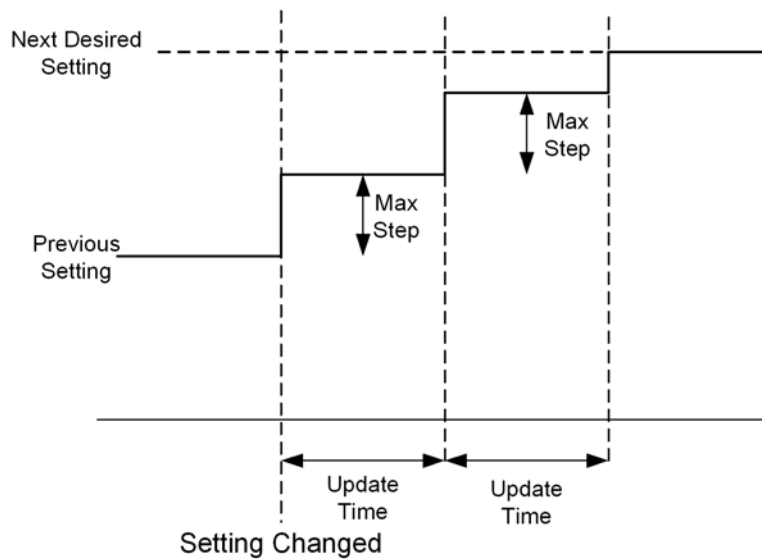 Next Desired
Setting
Max
Step
Max
Step
Previous
Setting
Update
Time
Update
Time
Setting Changed